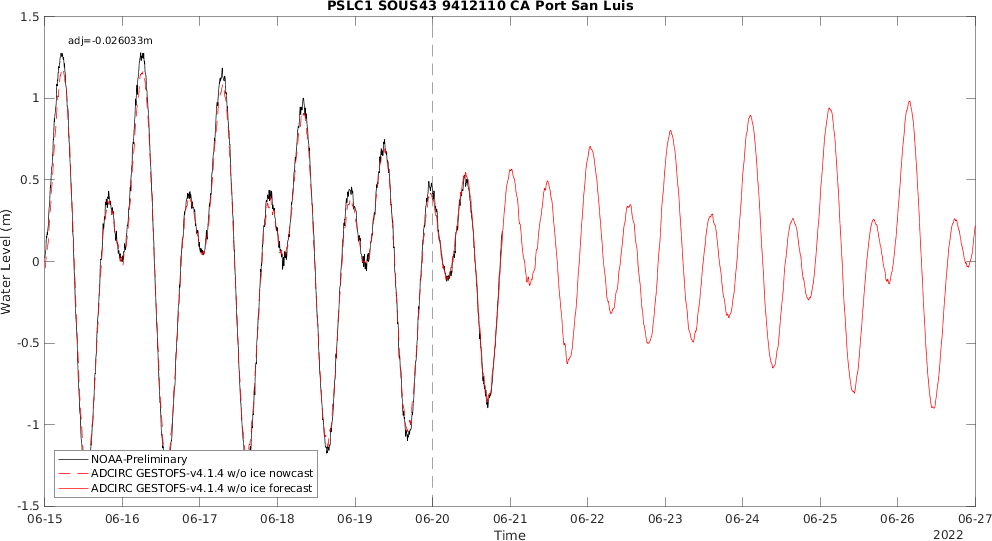 PSLC1 SOUS43 9412110 CA Port San Luis
adj=-0.026033m
1.5
1
0.5
0
-0.5
-1
-1.5
Water Level (m)
NOAA-Preliminary
ADCIRC GESTOFS-v4.1.4 w/o ice nowcast
ADCIRC GESTOFS-v4.1.4 w/o ice forecast
06-15 06-16 06-17 06-18 06-19 06-20 06-21 06-22 06-23 06-24 06-25 06-26 06-27
Time
2022